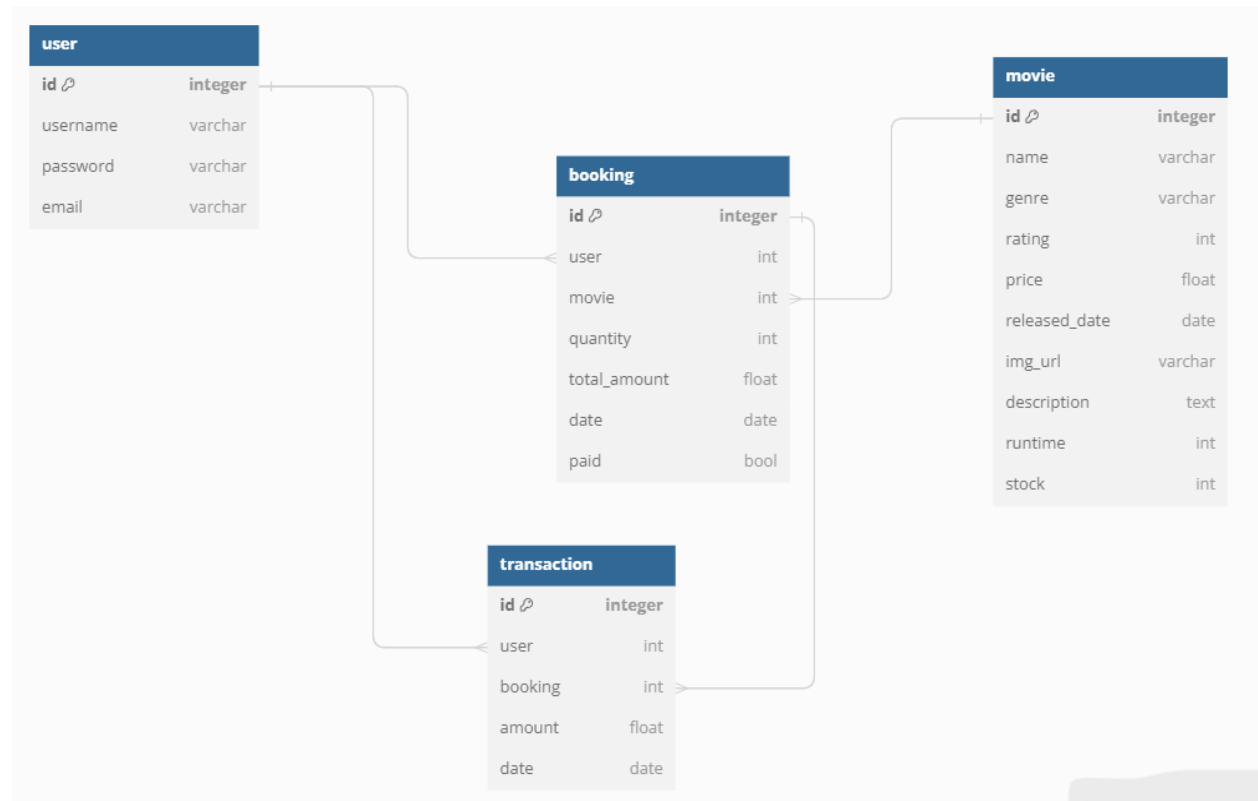 user
id integer
username varchar
password varchar
email varchar
booking
id integer
user int
movie int
quantity int
total_amount float
date date
paid bool
movie
id integer
name varchar
genre varchar
rating int
price float
released_date date
img_url varchar
description text
runtime int
stock int
transaction
id integer
user int
booking int
amount float
date date